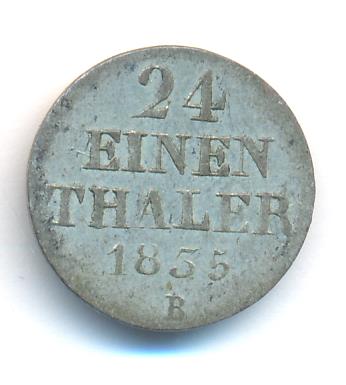 24
EINEN
THALER
1835
B